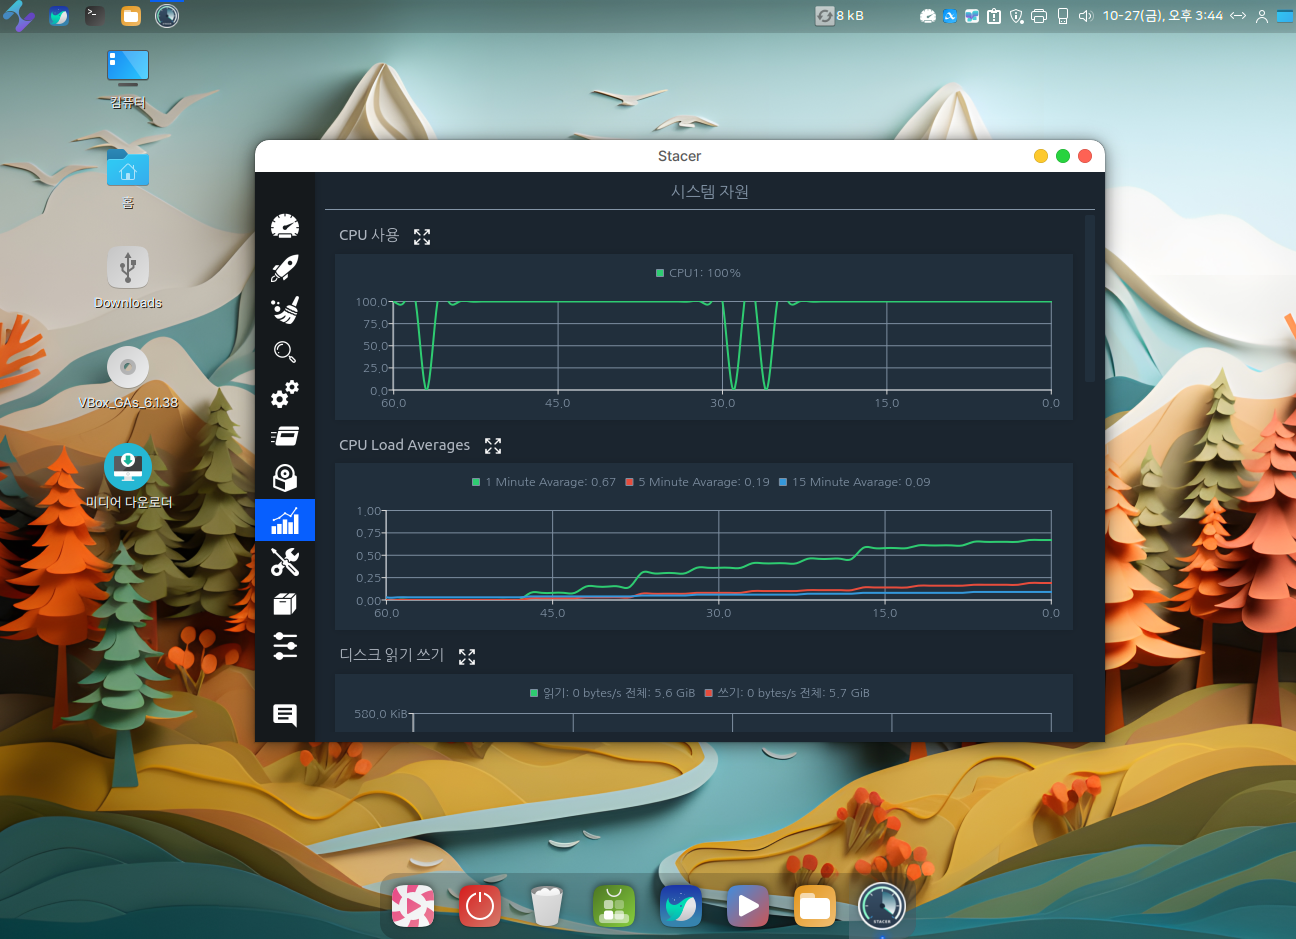 8 kB
10-27(금), 오후 3:44
컴퓨터
홈
Downloads
VBox_GAs_6.1.38
미디어 다운로더
Stacer
시스템 자원
CPU 사용
CPU1: 100%
100,0
75,0
50,0
25,0
0,0
60,0 45,0 30,0 15,0 0,0
CPU Load Averages
1 Minute Avarage: 0,67 5 Minute Avarage: 0,19 15 Minute Avarage: 0,09
1,00
0,75
0,50
0,25
0,00
60,0 45,0 30,0 15,0 0,0
디스크 읽기 쓰기
읽기: 0 bytes/s 전체: 5,6 GiB 쓰기: 0 bytes/s 전체: 5,7 GiB
580,0 KiB
STACER